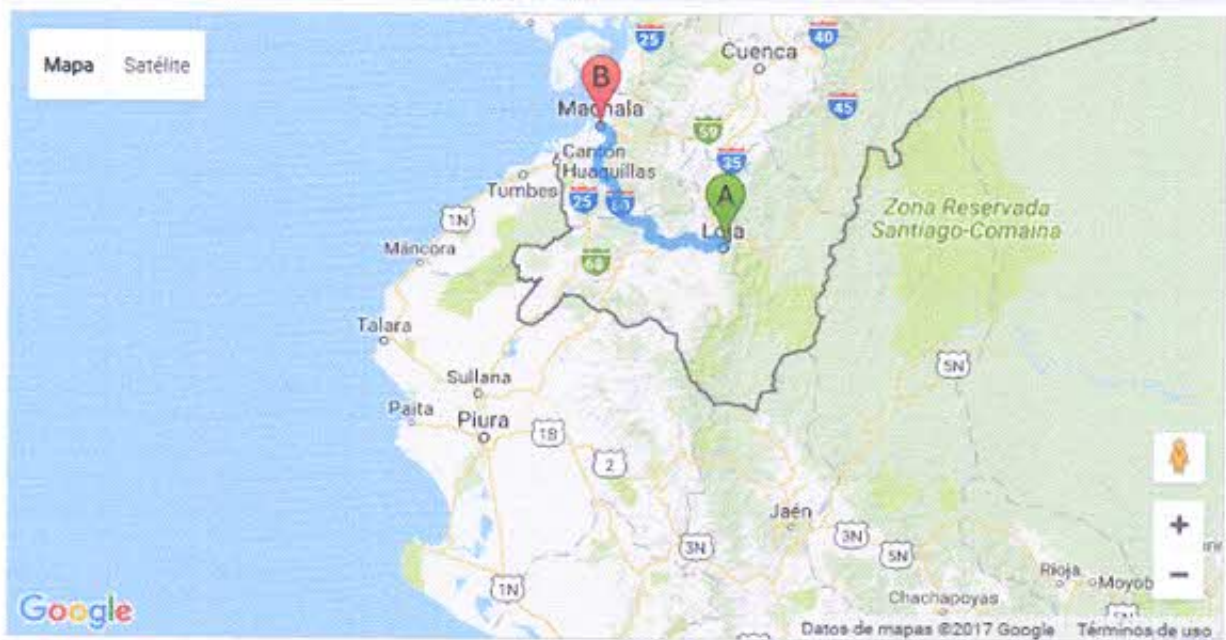 Mapa Satélite
25
40
Cuenca
B
Machala
45
59
Cantón
Huaquillas
35
A
Tumbes
25
Loja
1N
Zona Reservada
Santiago-Comaina
Máncora
68
Talara
5N
Sullana
Paita
Piura
1B
2
Jaén
3N
3N
5N
1N
Rioja
Moyob
Chachapoyas
Google
Datos de mapas ©2017 Google Términos de uso